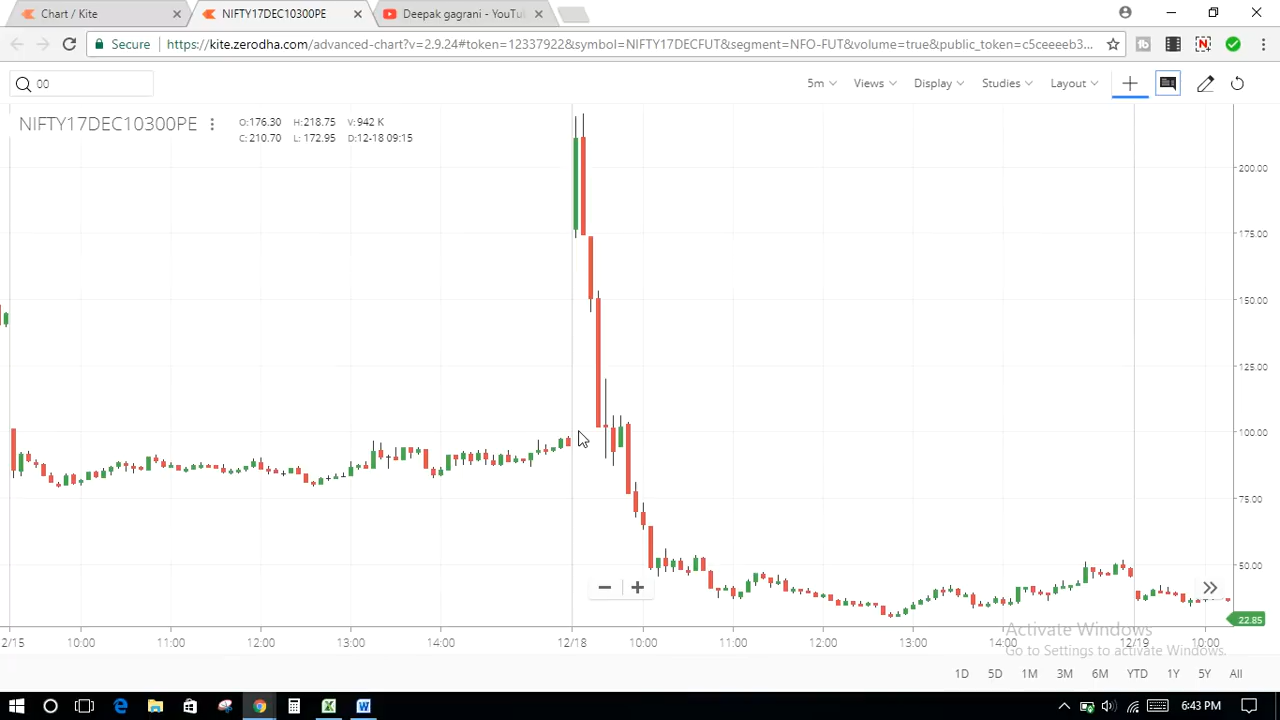 Chart / Kite
NIFTY17DEC10300PE
Deepak gagrani - YouTu
Secure
https://kite.zerodha.com/advanced-chart?v=2.9.24#token=12337922&symbol=NIFTY17DECFUT&segment=NFO-FUT&volume=true&public_token=c5ceeeeb3...
00
5m
Views
Display
Studies
Layout
NIFTY17DEC10300PE
O:176.30 H:218.75 V:942 K
C:210.70 L: 172.95 D:12-18 09:15
200.00
175.00
150.00
125.00
100.00
75.00
50.00
22.85
2/15 10:00 11:00 12:00 13:00 14:00 12/18 10:00 11:00 12:00 13:00 14:00 12/19 10:00
Activate Windows
Go to Settings to activate Windows.
1D 5D 1M 3M 6M YTD 1Y 5Y All
6:43 PM